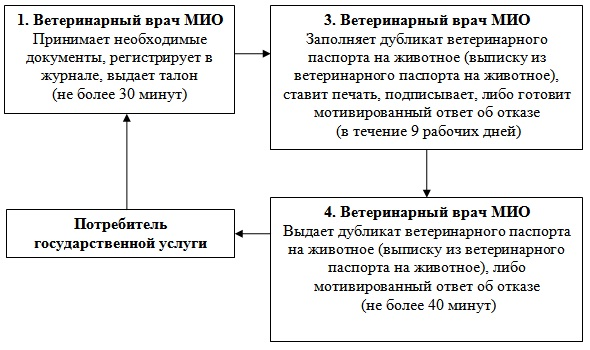 1. Ветеринарный врач МИО
Принимает необходимые
документы, регистрирует в
журнале, выдает талон
(не более 30 минут)
3. Ветеринарный врач МИО
Заполняет дубликат ветеринарного
паспорта на животное (выписку из
ветеринарного паспорта на животное),
ставит печать, подписывает, либо готовит
мотивированный ответ об отказе
(в течение 9 рабочих дней)
4. Ветеринарный врач МИО
Выдает дубликат ветеринарного паспорта
на животное (выписку из ветеринарного
паспорта на животное), либо
мотивированный ответ об отказе
(не более 40 минут)
Потребитель
государственной услуги